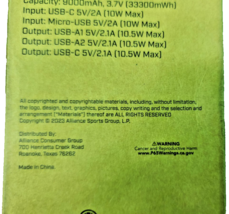 Capacity: 9000mAh, 3.7V (33300mWh)
Input: USB-C 5V/2A (10W Max)
Input: Micro-USB 5V/2A (10W Max)
Output: USB-A1 5V/2.1A (10.5W Max)
Output: USB-A2 5V/2.1A (10.5W Max)
Output: USB-C 5V/2.1A (10.5W Max)
All copyrighted and copyrightable materials, including, without limitation,
the logo, design, text, graphics, pictures, copy writing and the selection and
arrangement ("Materials") thereof are ALL RIGHTS RESERVED.
Copyright © 2023 Alliance Sports Group, L.P.
Distributed By:
Alliance Consumer Group
700 Henrietta Creek Road
Roanoke, Texas 76262
Made in China.
WARNING
Cancer and Reproductive Harm
www.P65Warnings.ca.gov